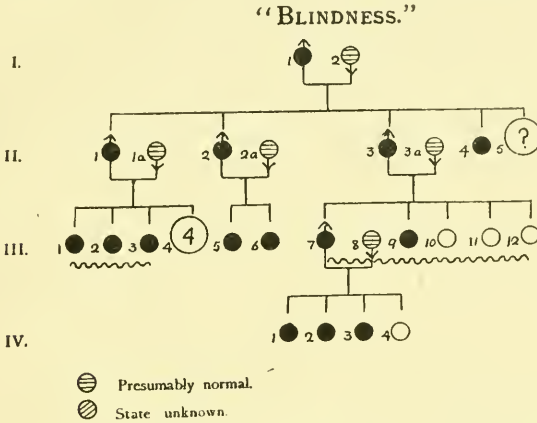 "BLINDNESS."
I.
1 2
II.
1 1a 2 2a 3 3a 4 5 ?
III.
1 2 3 4 4 5 6 7 8 9 10 11 12
IV.
1 2 3 4
Presumably normal.
State unknown.